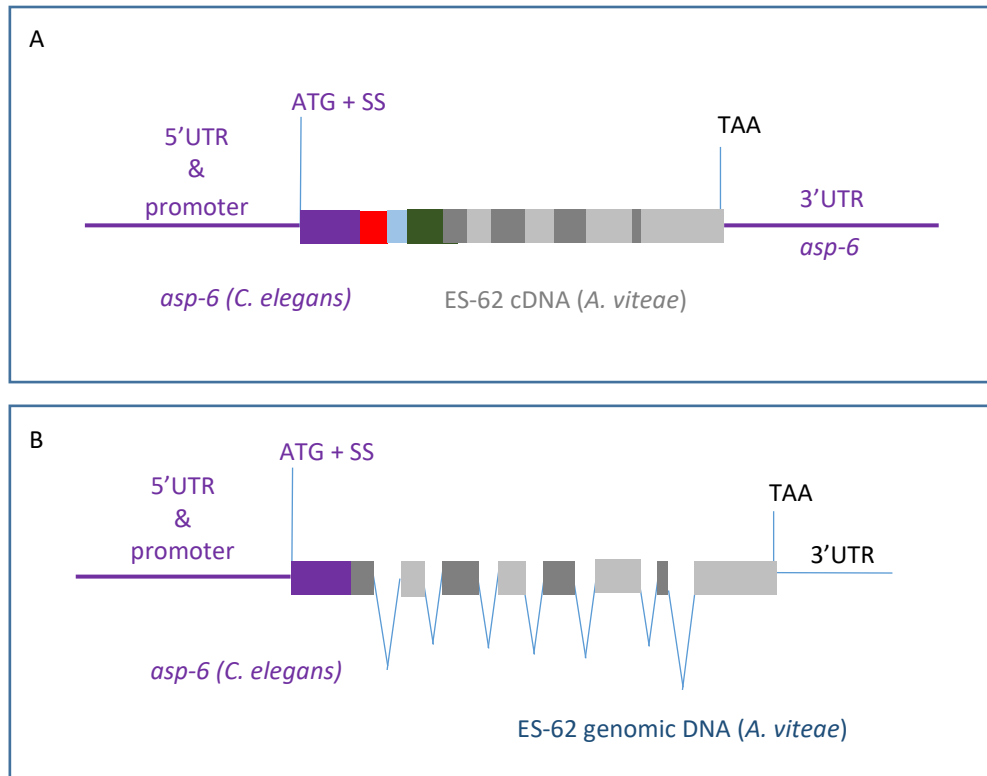 A
ATG + SS
5’UTR
&
promoter
TAA
3’UTR
asp-6
asp-6 (C. elegans)
ES-62 cDNA (A. viteae)
B
ATG + SS
5’UTR
&
promoter
TAA
3’UTR
asp-6 (C. elegans)
ES-62 genomic DNA (A. viteae)